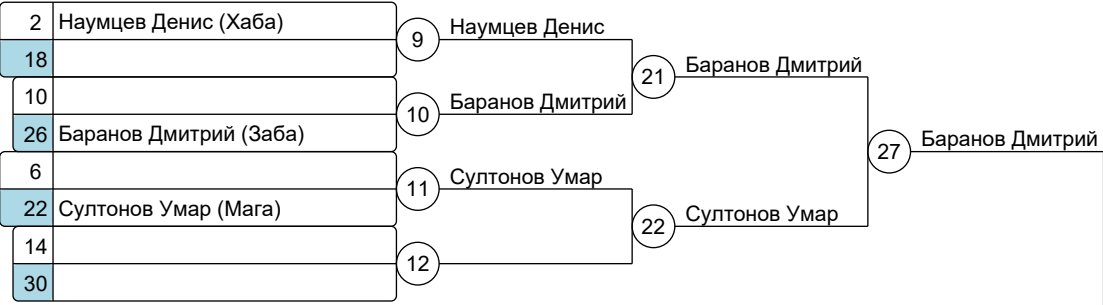 2 Наумцев Денис (Хаба)
18
10
26 Баранов Дмитрий (Заба)
6
22 Султонов Умар (Мага)
14
30
9 Наумцев Денис
10 Баранов Дмитрий
11 Султонов Умар
12
21 Баранов Дмитрий
22 Султонов Умар
27 Баранов Дмитрий